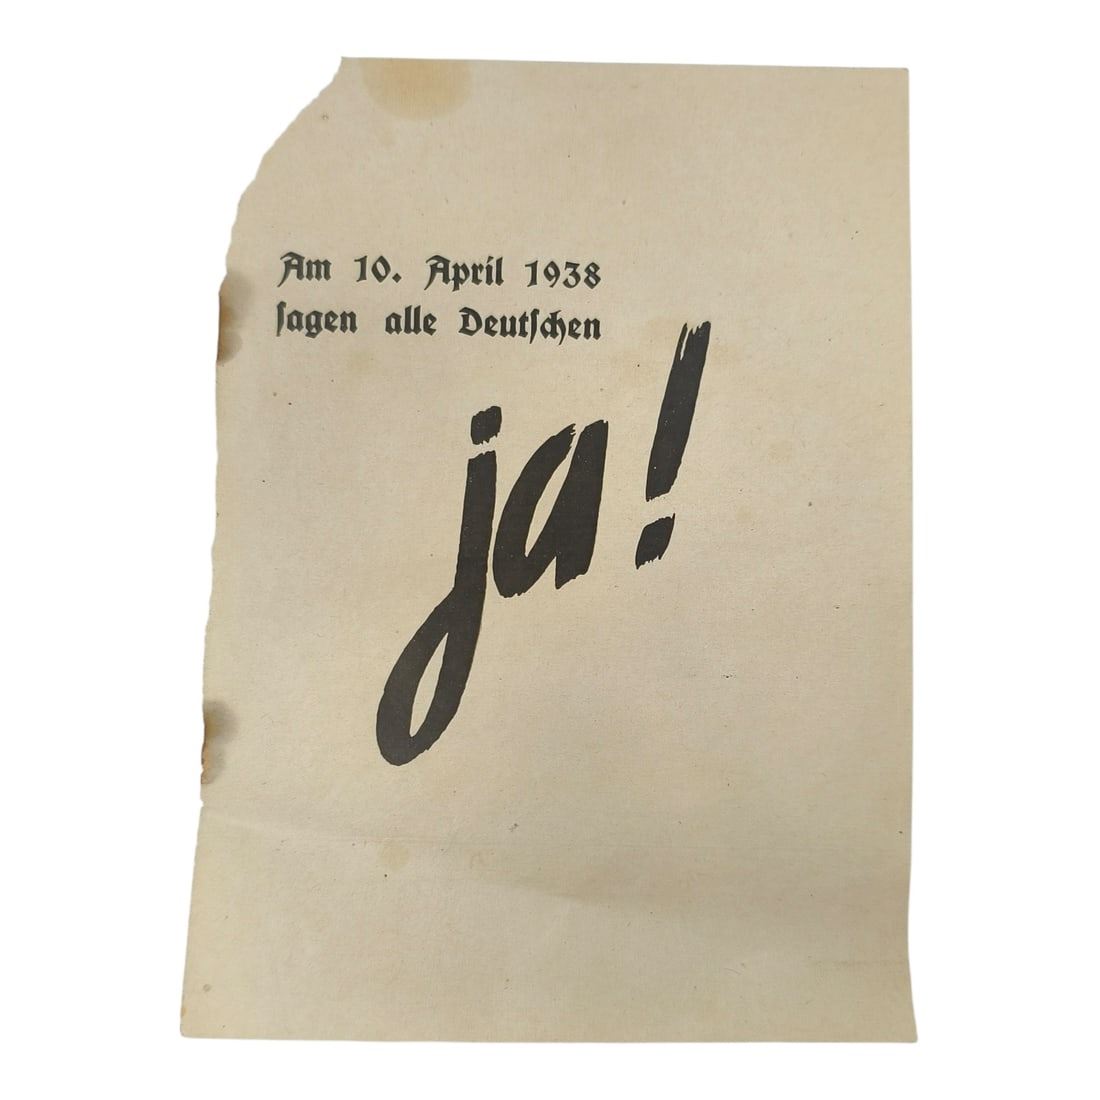 Am 10. April 1938
ſagen alle Deutſchen
ja!